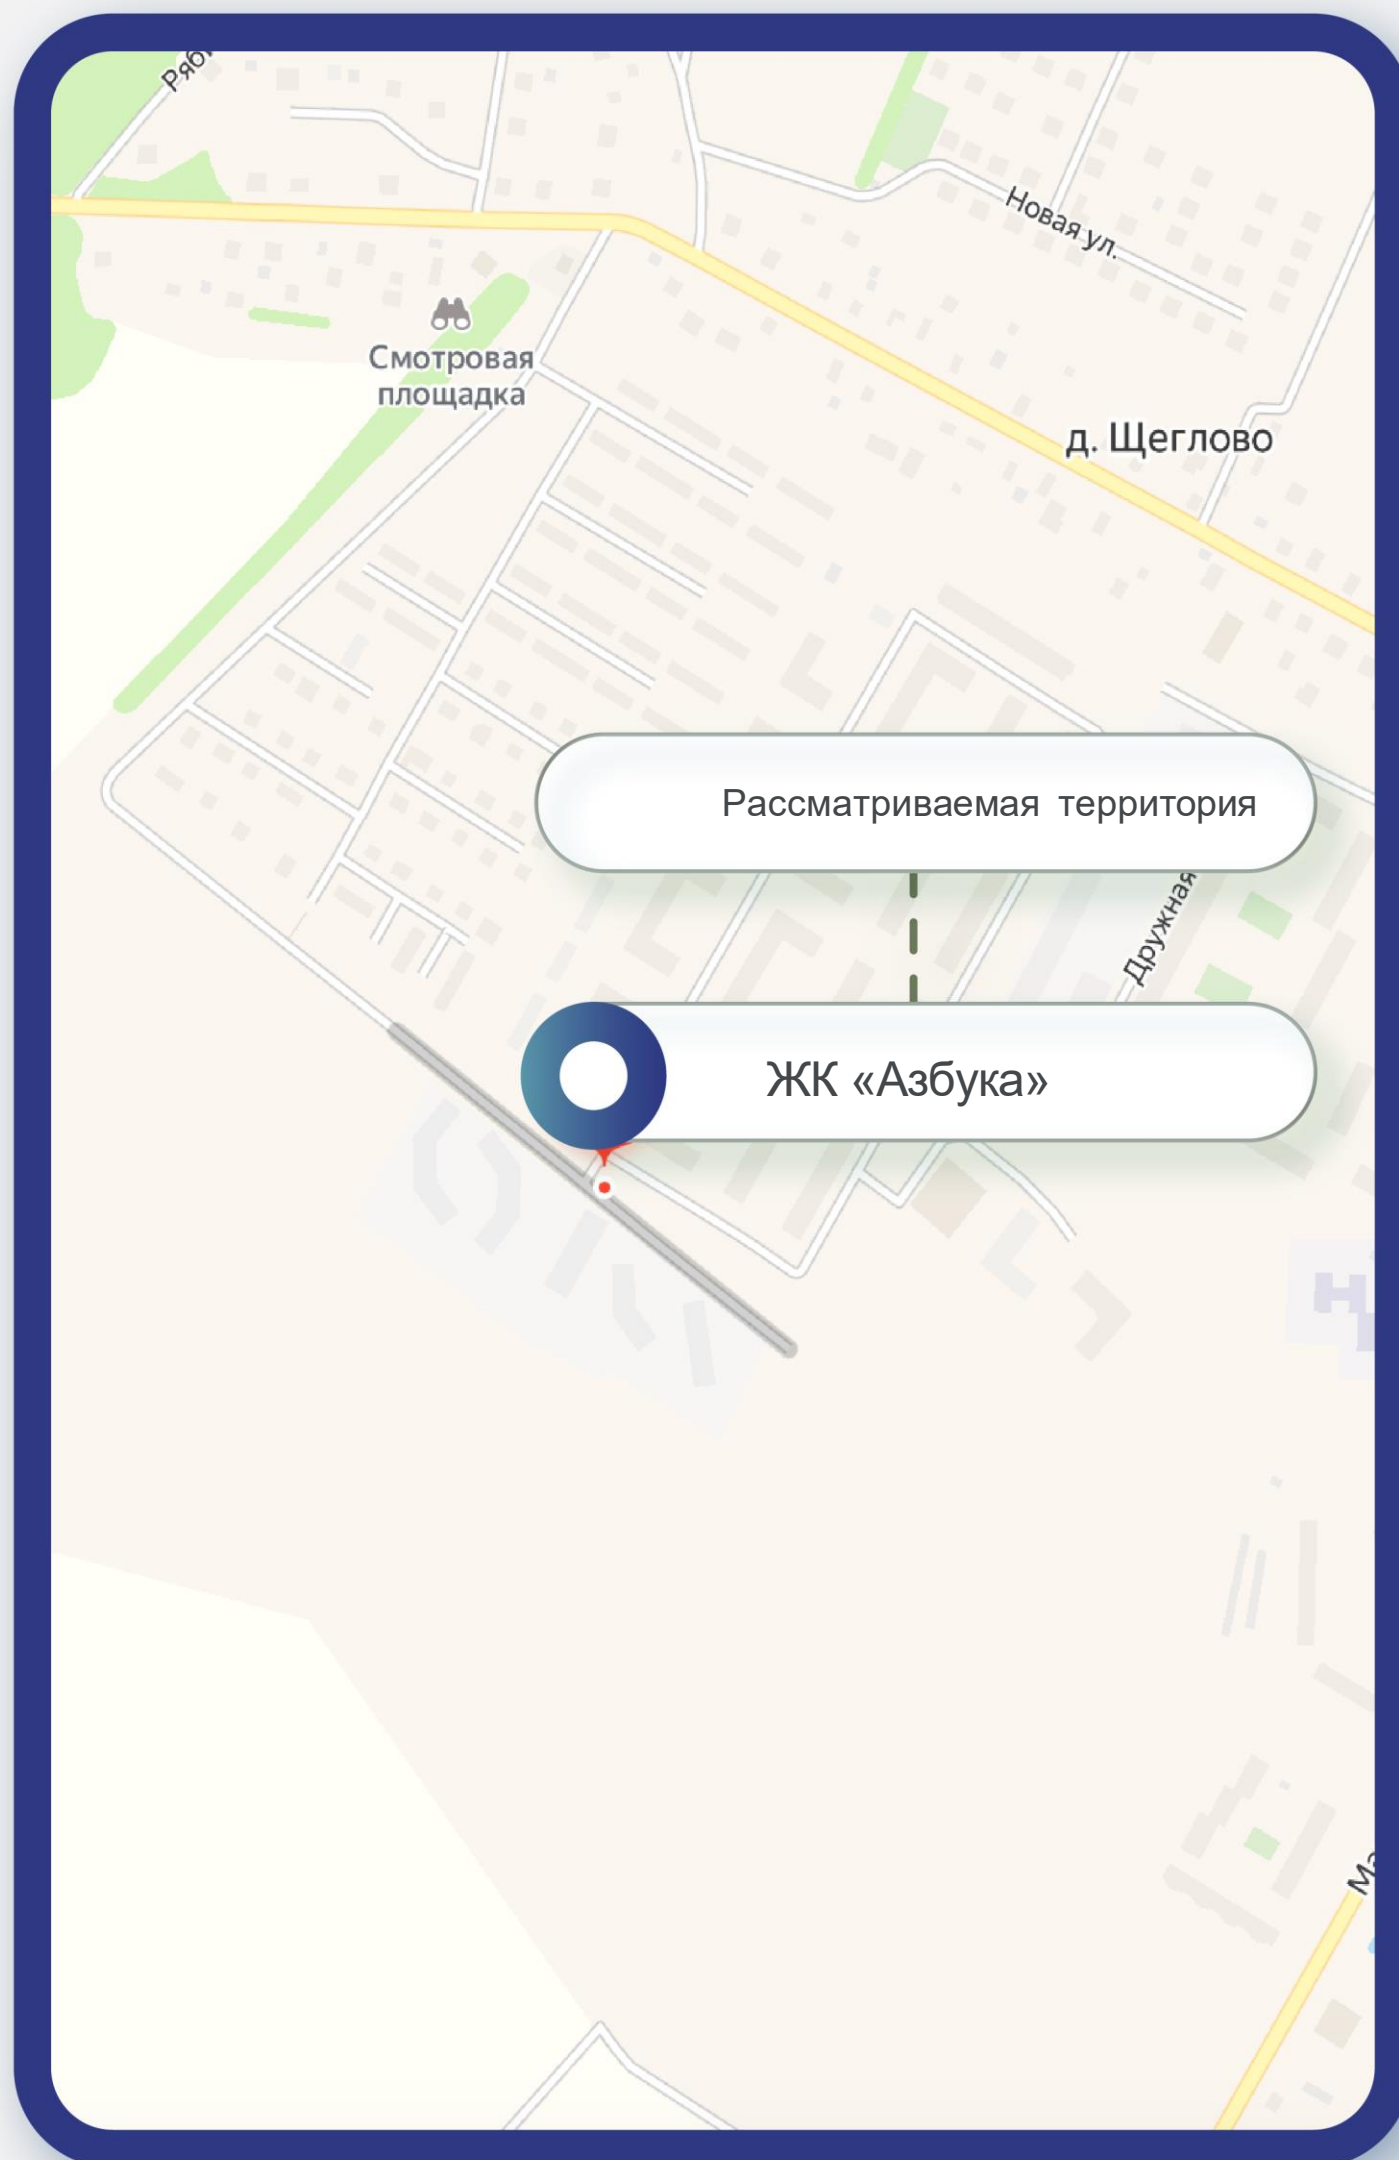 Новая ул.
Смотровая
площадка
д. Щеглово
Рассматриваемая территория
Дружная
ЖК «Азбука»